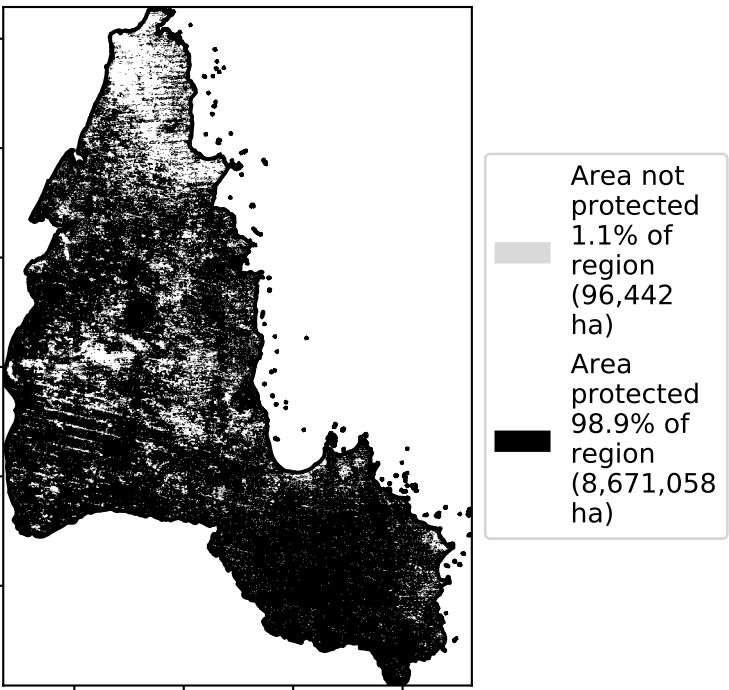 Area not
protected
1.1% of
region
(96,442
ha)
Area
protected
98.9% of
region
(8,671,058
ha)